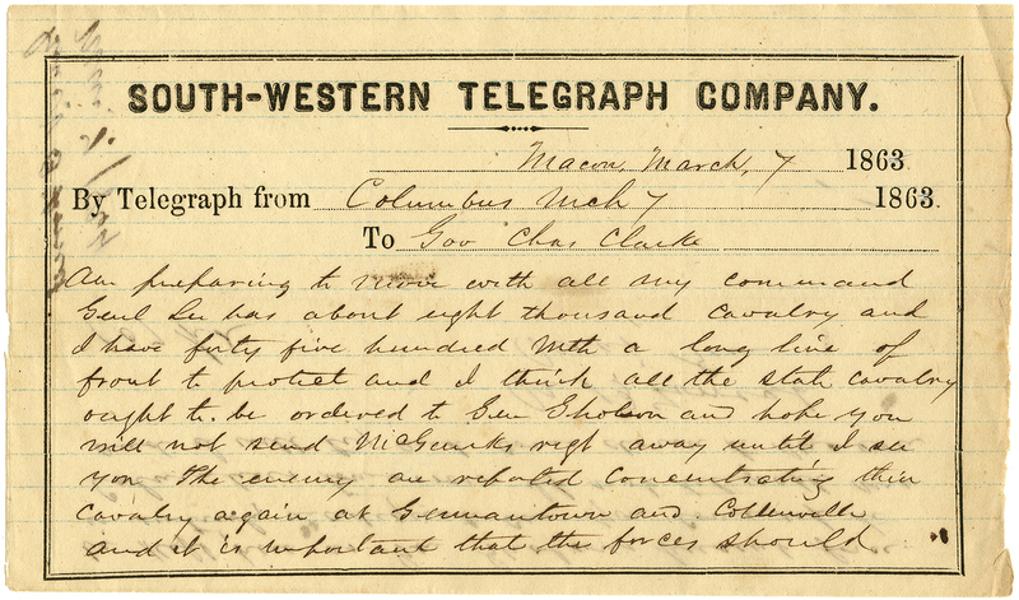 SOUTH-WESTERN TELEGRAPH COMPANY.
Macon, March, 7 1863
By Telegraph from Columbus Mch 7 1863.
To Gov Chas Clarke
Am preparing to move with all my command
Genl Lee has about eight thousand cavalry and
I have forty five hundred With a long line of
front to protect and I think all the state cavalry
ought to be ordered to Gen Gholson and hope you
will not send McGuirks regt away until I see
you The enemy are reported concentrating their
cavalry again at Germantown and Collierville
and it is important that the forces should